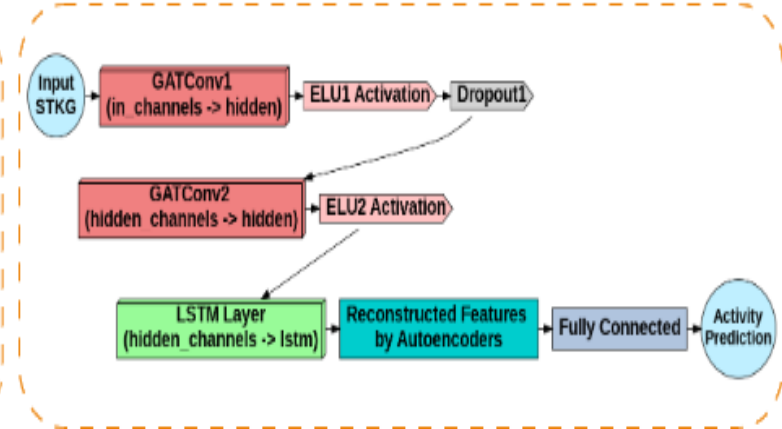 Input
STKG
GATConv1
(in_channels -> hidden)
ELU1 Activation
Dropout1
GATConv2
(hidden_channels -> hidden)
ELU2 Activation
LSTM Layer
(hidden_channels -> lstm)
Reconstructed Features
by Autoencoders
Fully Connected
Activity
Prediction